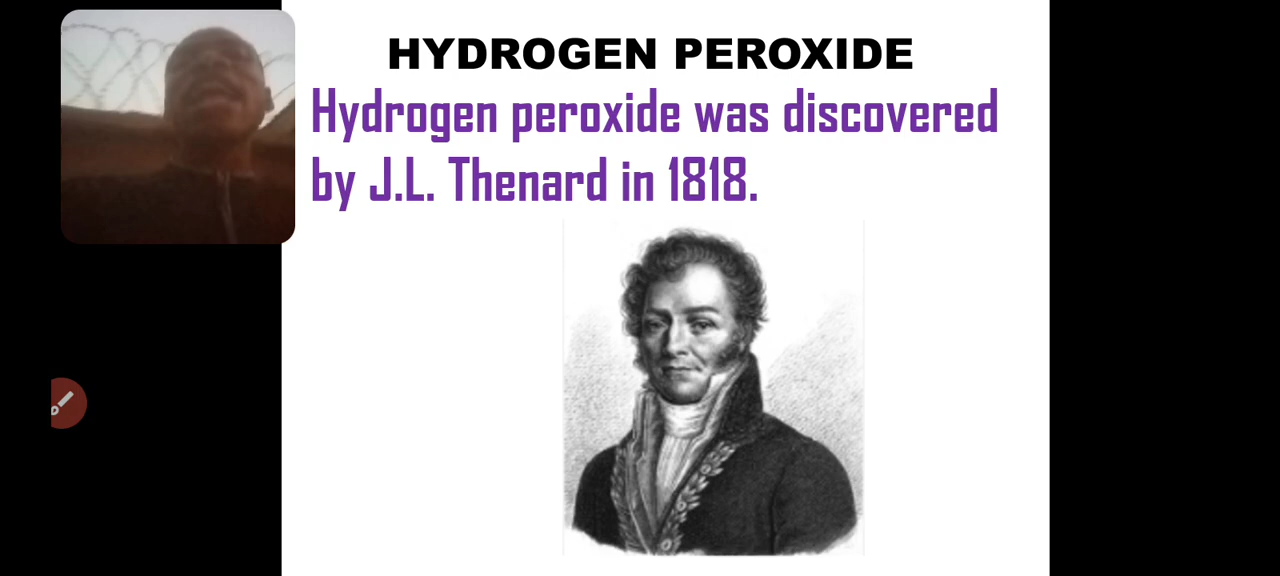 HYDROGEN PEROXIDE
Hydrogen peroxide was discovered
by J.L. Thenard in 1818.